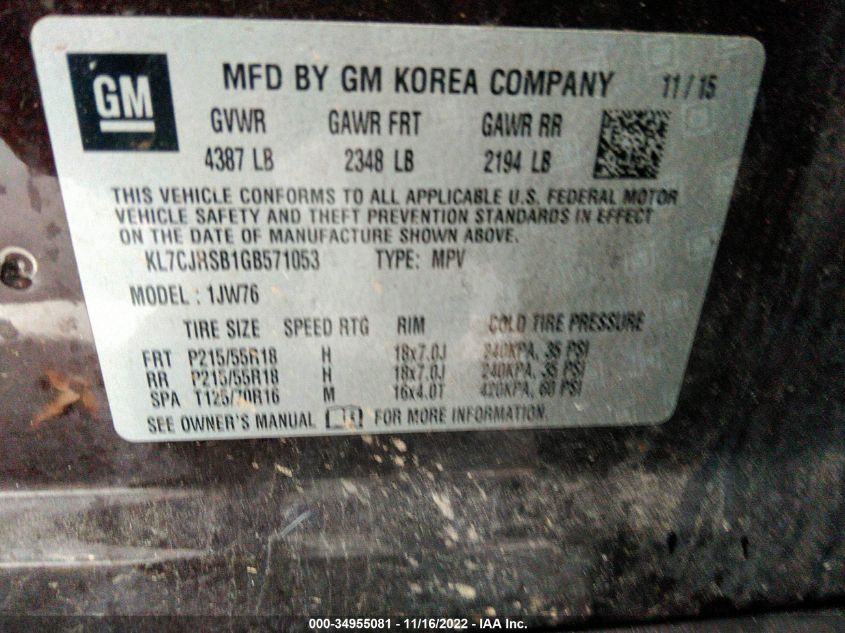 GM MFD BY GM KOREA COMPANY 11/15
GVWR GAWR FRT GAWR RR
4387 LB 2348 LB 2194 LB
THIS VEHICLE CONFORMS TO ALL APPLICABLE U.S. FEDERAL MOTOR
VEHICLE SAFETY AND THEFT PREVENTION STANDARDS IN EFFECT
ON THE DATE OF MANUFACTURE SHOWN ABOVE.
KL7CJRSB1GB571053 TYPE: MPV
MODEL : 1JW76
TIRE SIZE SPEED RTG RIM COLD TIRE PRESSURE
FRT P215/55R18 H 18x7.0J 240KPA, 35 PSI
RR P215/55R18 H 18x7.0J 240KPA, 35 PSI
SPA T125/70R16 M 16x4.0T 420KPA, 60 PSI
SEE OWNER'S MANUAL FOR MORE INFORMATION.
000-34955081 - 11/16/2022 - IAA Inc.